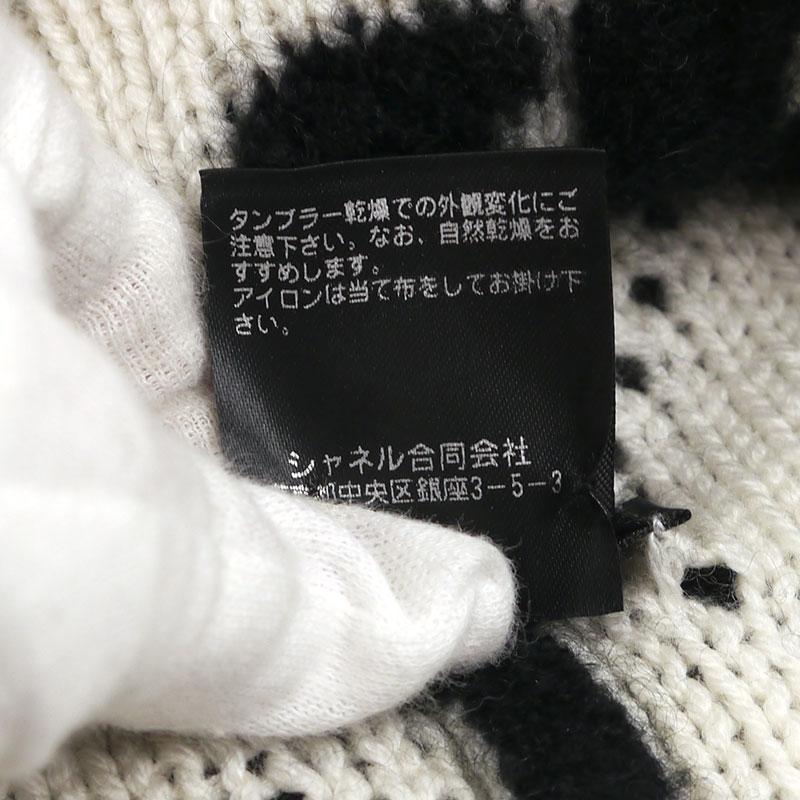 タンブラー乾燥での外観変化にご
注意下さい。なお、自然乾燥をお
すすめします。
アイロンは当て布をしてお掛け下
さい。
シャネル合同会社
中央区銀座3-5-3